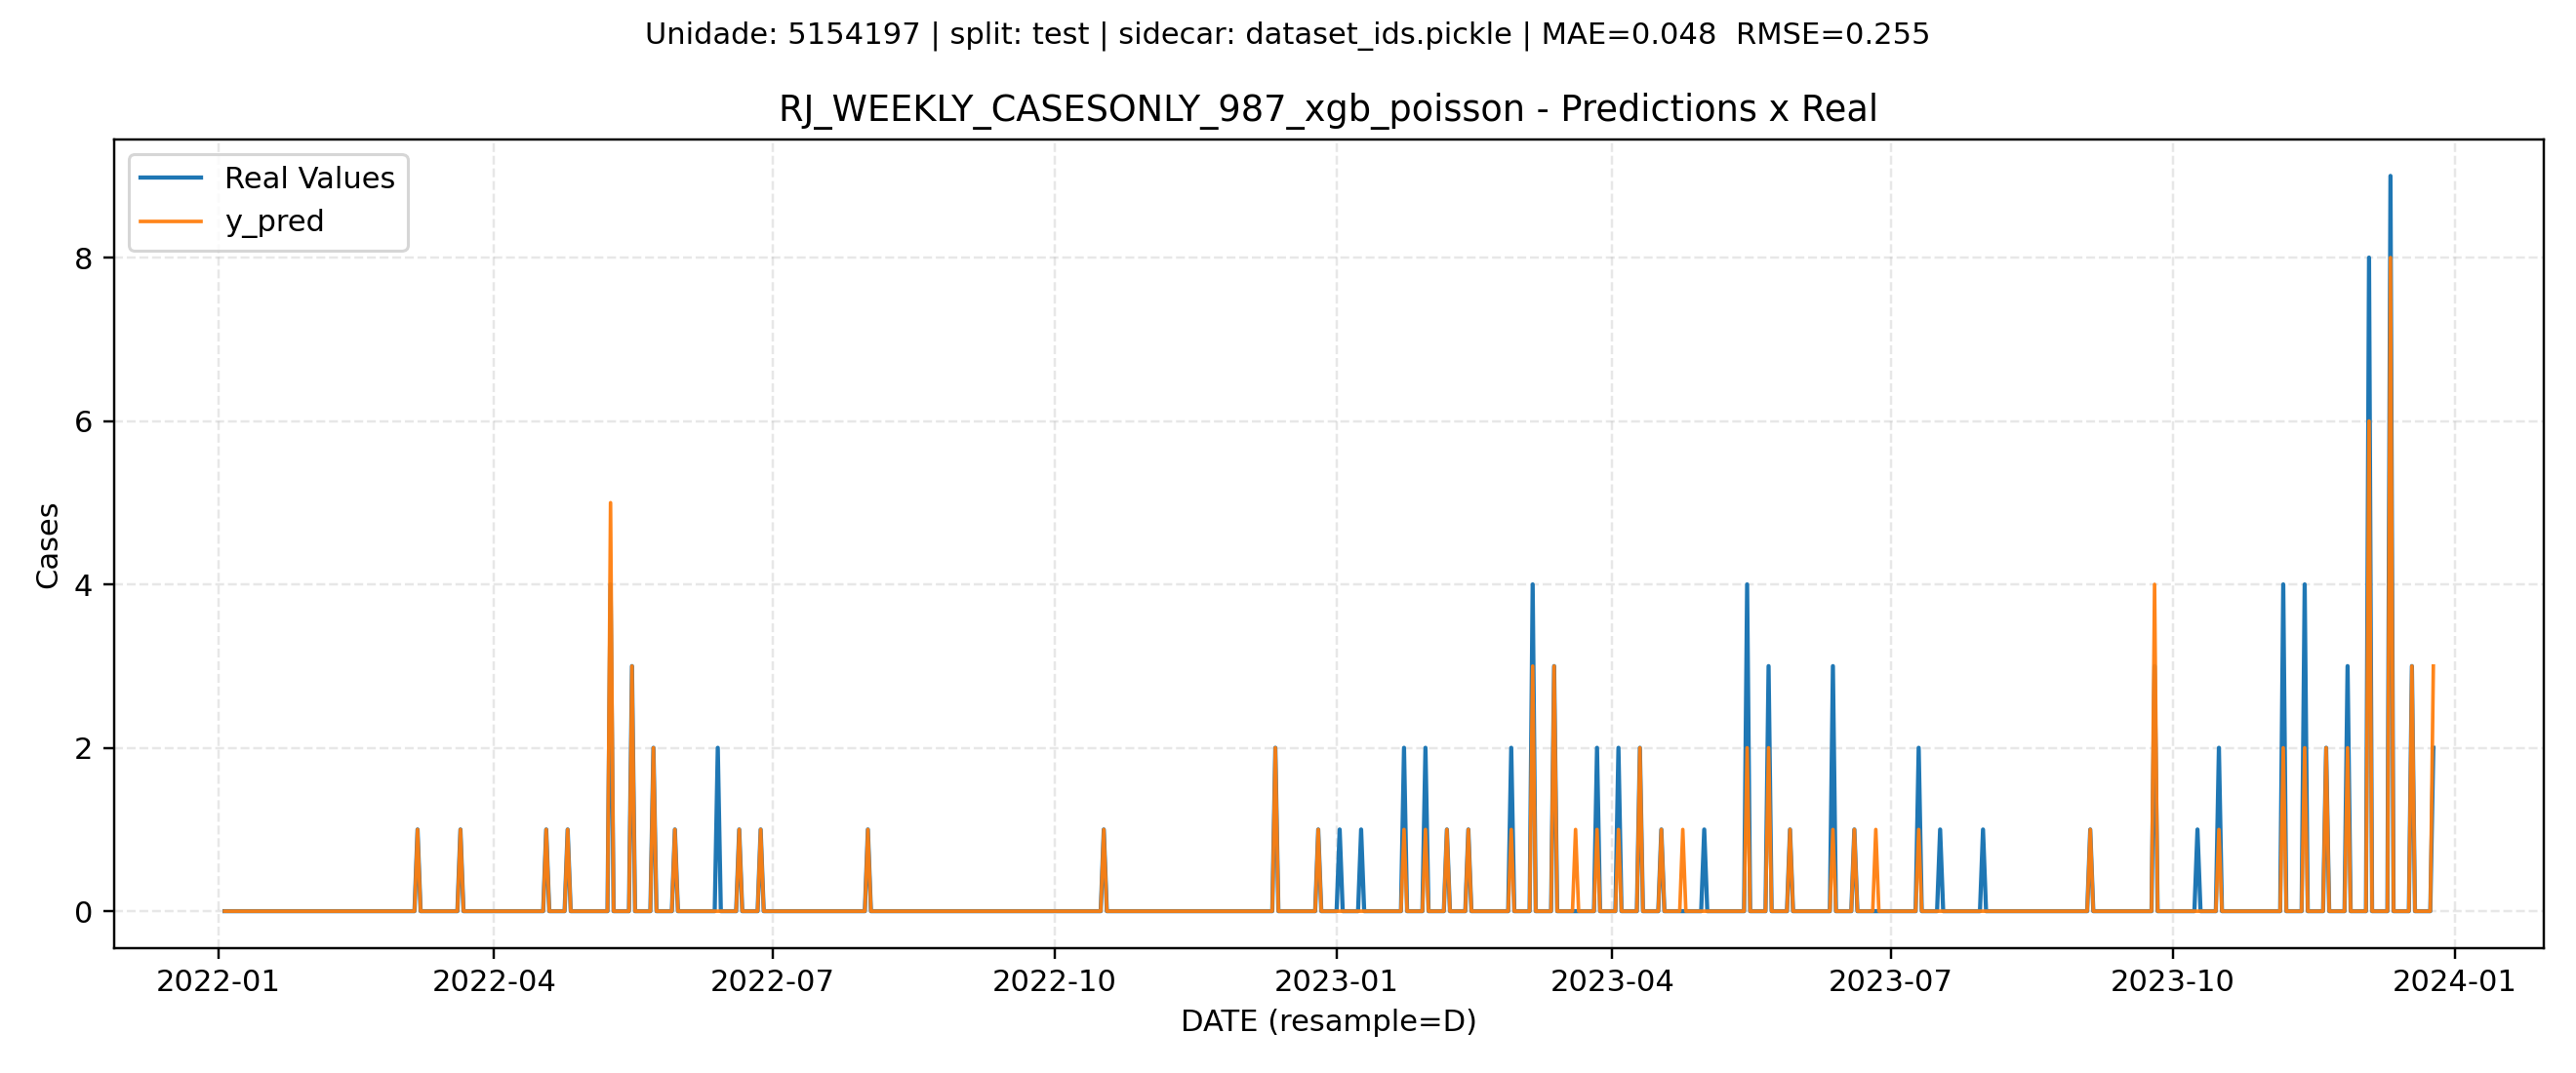 Unidade: 5154197 | split: test | sidecar: dataset_ids.pickle | MAE=0.048  RMSE=0.255
RJ_WEEKLY_CASESONLY_987_xgb_poisson - Predictions x Real
Real Values
y_pred
Cases
8
6
4
2
0
2022-01 2022-04 2022-07 2022-10 2023-01 2023-04 2023-07 2023-10 2024-01
DATE (resample=D)